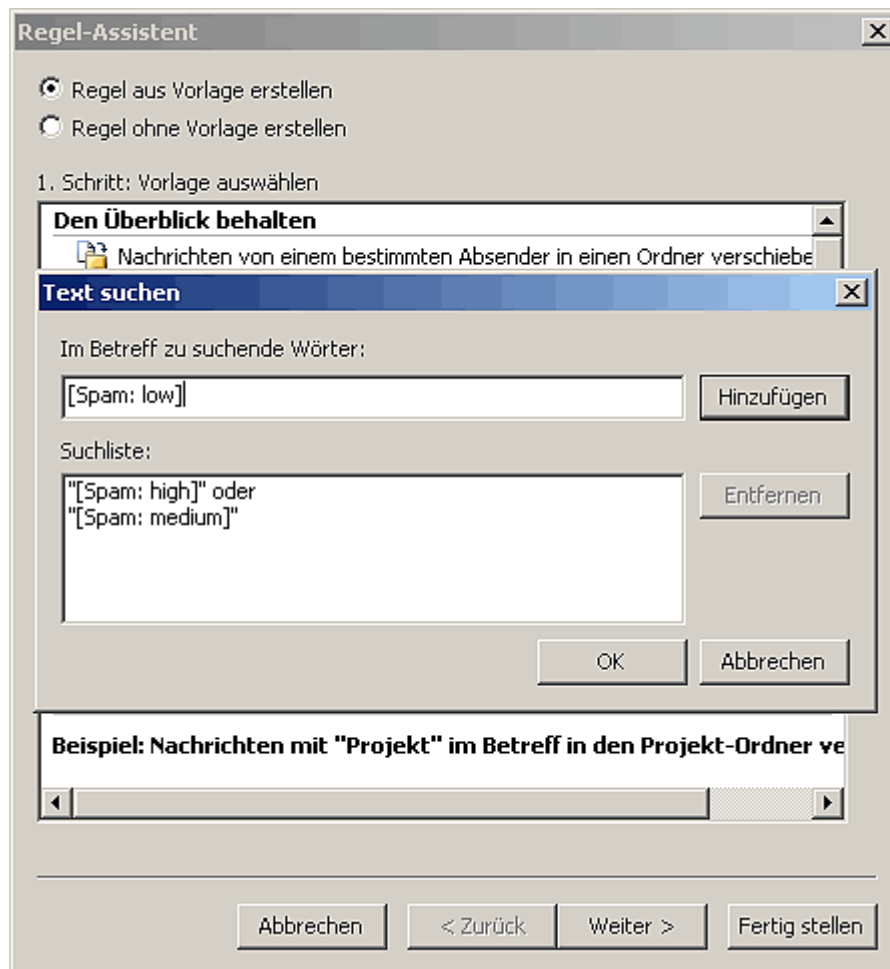 Regel-Assistent
Regel aus Vorlage erstellen
Regel ohne Vorlage erstellen
1. Schritt: Vorlage auswählen
Den Überblick behalten
Nachrichten von einem bestimmten Absender in einen Ordner verschiebe
Text suchen
Im Betreff zu suchende Wörter:
[Spam: low]
Hinzufügen
Suchliste:
"[Spam: high]" oder
"[Spam: medium]"
Entfernen
OK Abbrechen
Beispiel: Nachrichten mit "Projekt" im Betreff in den Projekt-Ordner ve
Abbrechen < Zurück Weiter > Fertig stellen